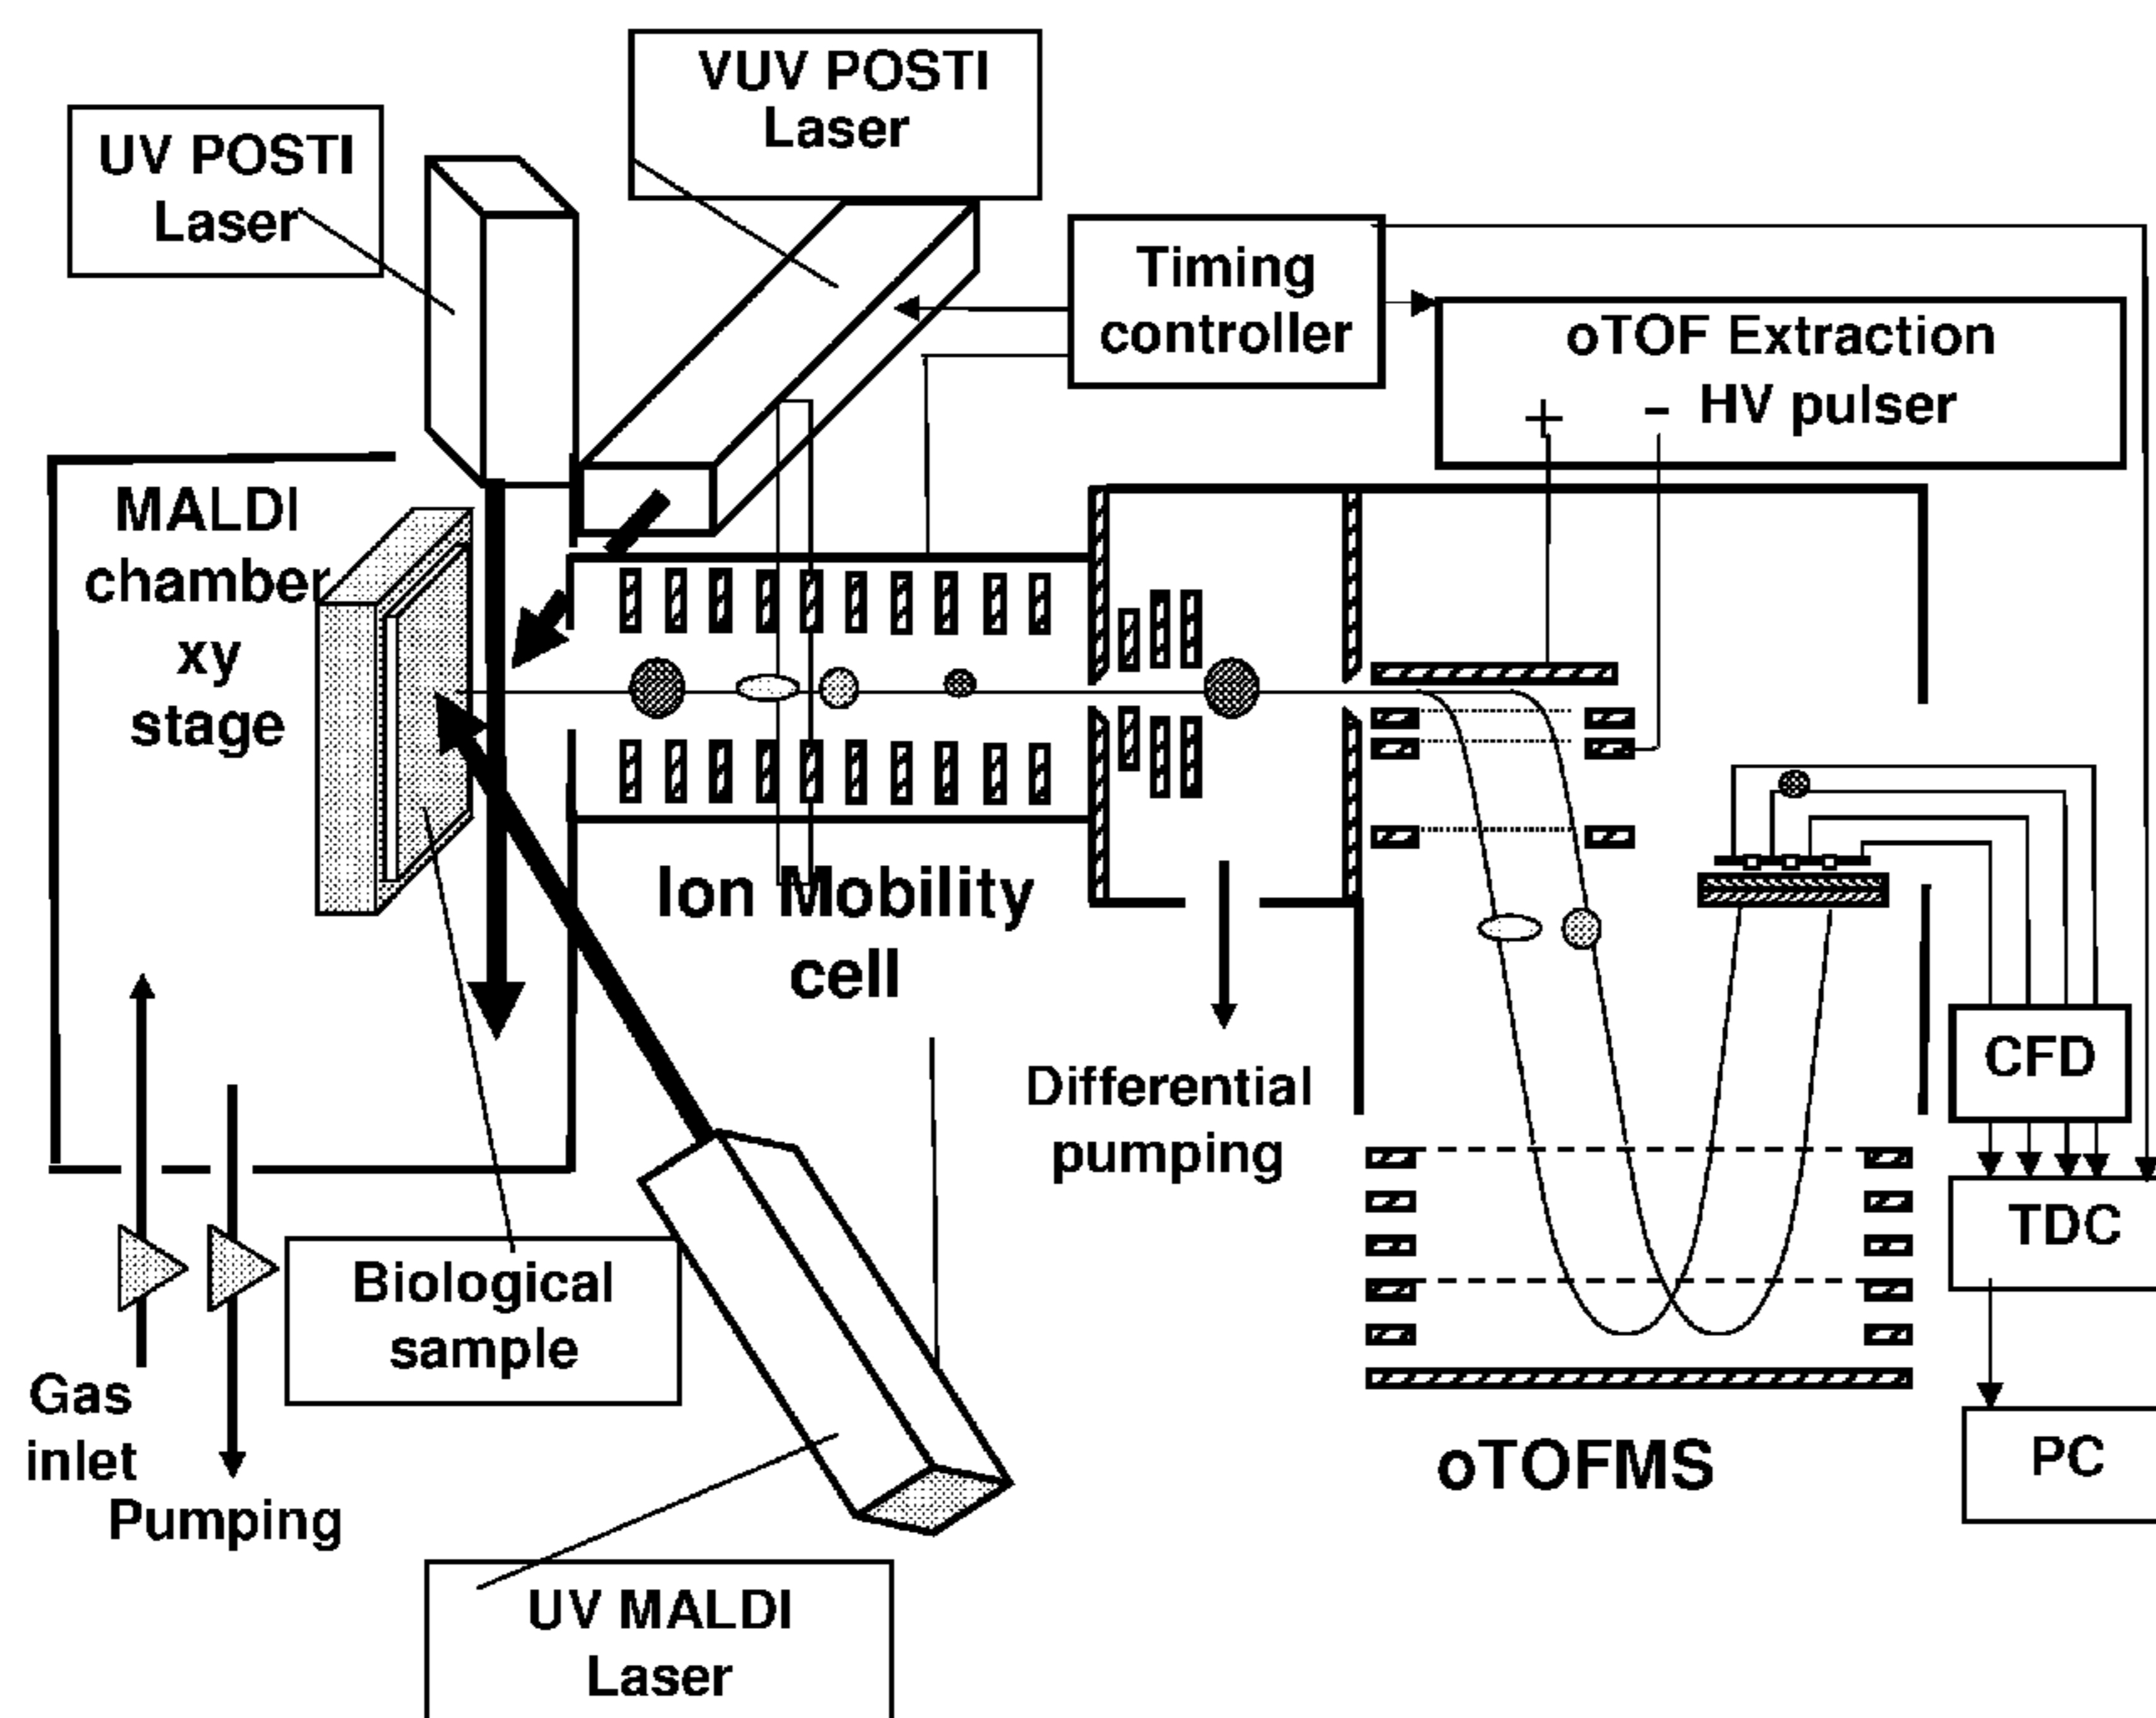 VUV POSTI
Laser
UV POSTI
Laser
Timing
controller
oTOF Extraction
+ − HV pulser
MALDI
chamber
xy
stage
Ion Mobility
cell
Differential
pumping
CFD
TDC
PC
Biological
sample
Gas
inlet
Pumping
oTOFMS
UV MALDI
Laser